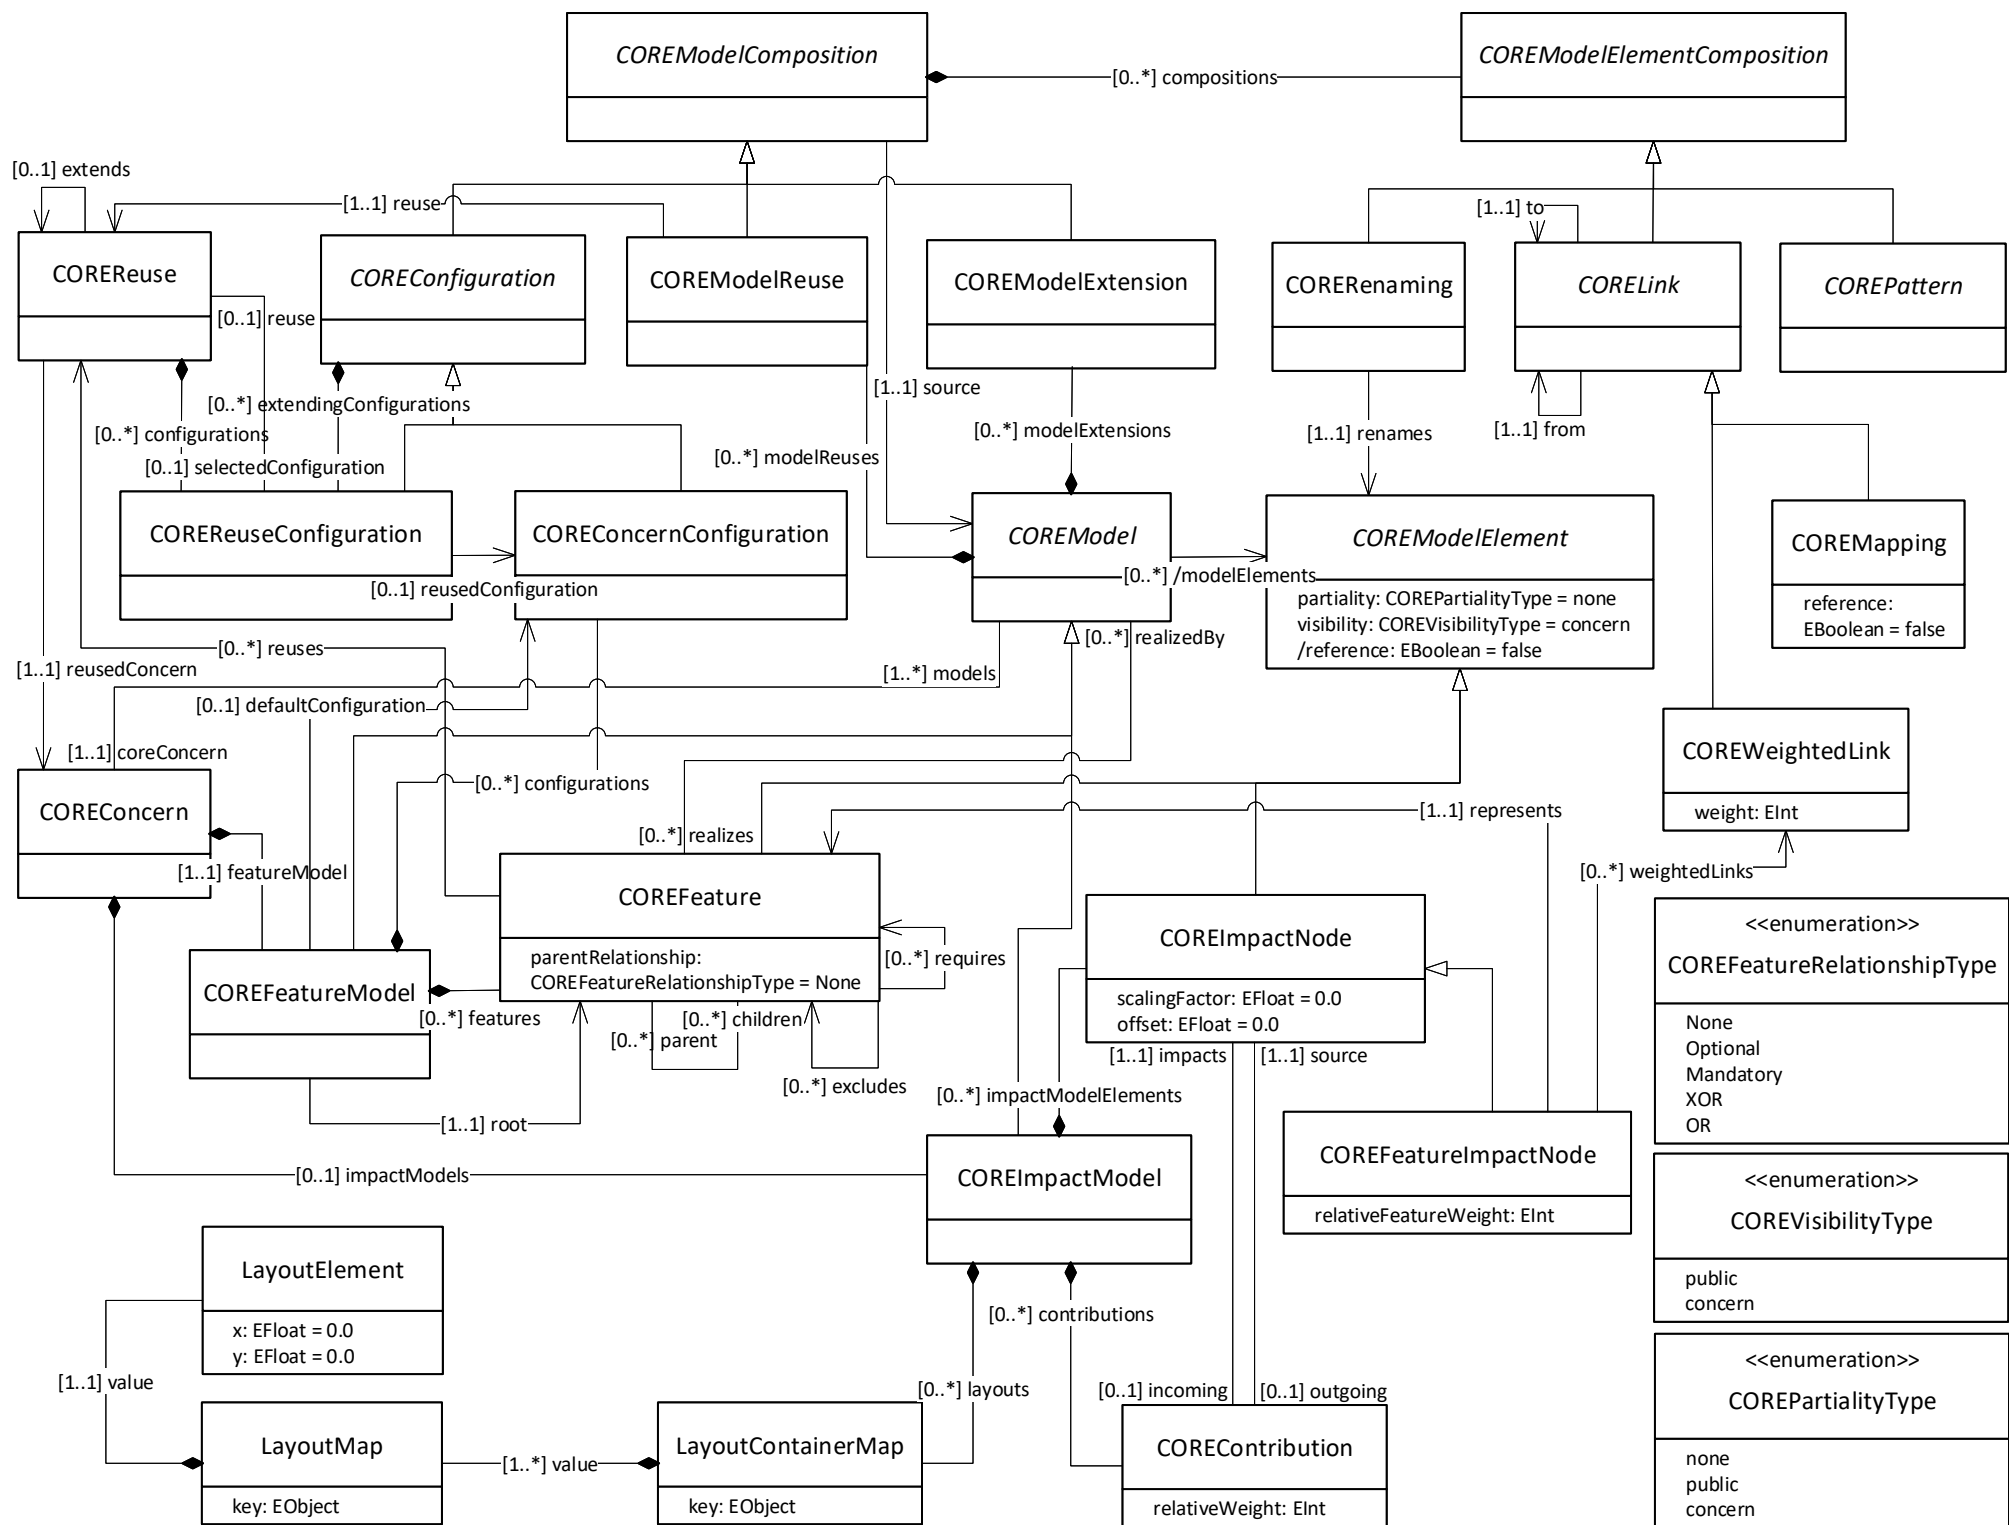 COREModelComposition
COREModelElementComposition
[0..*] compositions
[0..1] extends
[1..1] reuse
[1..1] to
COREReuse
COREConfiguration
COREModelReuse
COREModelExtension
CORERenaming
CORELink
COREPattern
[0..1] reuse
[1..1] source
[0..*] extendingConfigurations
[0..*] configurations
[0..*] modelExtensions
[1..1] renames
[1..1] from
[0..1] selectedConfiguration
[0..*] modelReuses
COREReuseConfiguration
COREConcernConfiguration
COREModel
COREModelElement
COREMapping
[0..1] reusedConfiguration
[0..*] /modelElements
partiality: COREPartialityType = none
visibility: COREVisibilityType = concern
/reference: EBoolean = false
reference:
EBoolean = false
[0..*] reuses
[0..*] realizedBy
[1..1] reusedConcern
[1..*] models
[0..1] defaultConfiguration
[1..1] coreConcern
COREWeightedLink
weight: EInt
[0..*] configurations
COREConcern
[0..*] realizes
[1..1] represents
[1..1] featureModel
[0..*] weightedLinks
COREFeature
parentRelationship:
COREFeatureRelationshipType = None
[0..*] requires
COREImpactNode
scalingFactor: EFloat = 0.0
offset: EFloat = 0.0
<<enumeration>>
COREFeatureRelationshipType
None
Optional
Mandatory
XOR
OR
COREFeatureModel
[0..*] features
[0..*] children
[0..*] parent
[0..*] excludes
[1..1] impacts
[1..1] source
[0..*] impactModelElements
[1..1] root
COREFeatureImpactNode
relativeFeatureWeight: EInt
[0..1] impactModels
COREImpactModel
<<enumeration>>
COREVisibilityType
public
concern
LayoutElement
x: EFloat = 0.0
y: EFloat = 0.0
[0..*] contributions
[1..1] value
[0..*] layouts
[0..1] incoming
[0..1] outgoing
<<enumeration>>
COREPartialityType
none
public
concern
LayoutMap
key: EObject
[1..*] value
LayoutContainerMap
key: EObject
COREContribution
relativeWeight: EInt